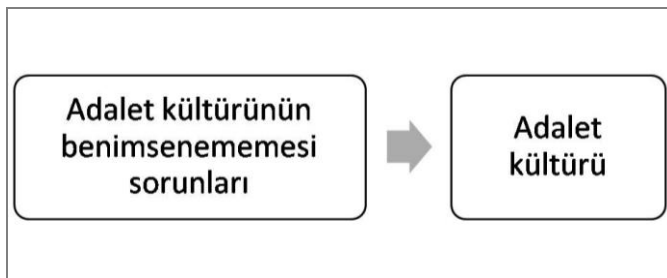 Adalet kültürünün
benimsenememesi
sorunları
Adalet
kültürü